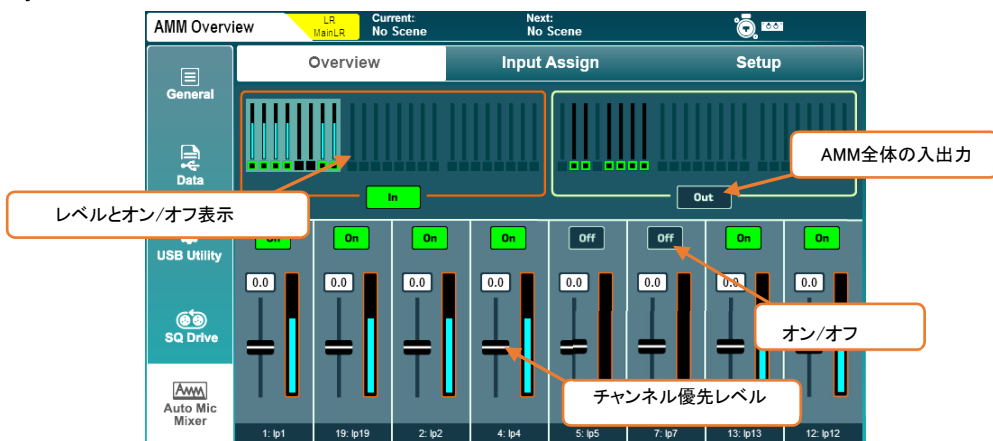 AMM Overview
LR
MainLR
Current:
No Scene
Next:
No Scene
Overview
Input Assign
Setup
General
Data
USB Utility
SQ Drive
Auto Mic
Mixer
In
Out
AMM全体の入出力
レベルとオン/オフ表示
On
On
On
On
Off
Off
On
On
0.0
0.0
0.0
0.0
0.0
0.0
0.0
0.0
オン/オフ
チャンネル優先レベル
1: Ip1
19: Ip19
2: Ip2
4: Ip4
5: Ip5
7: Ip7
13: Ip13
12: Ip12